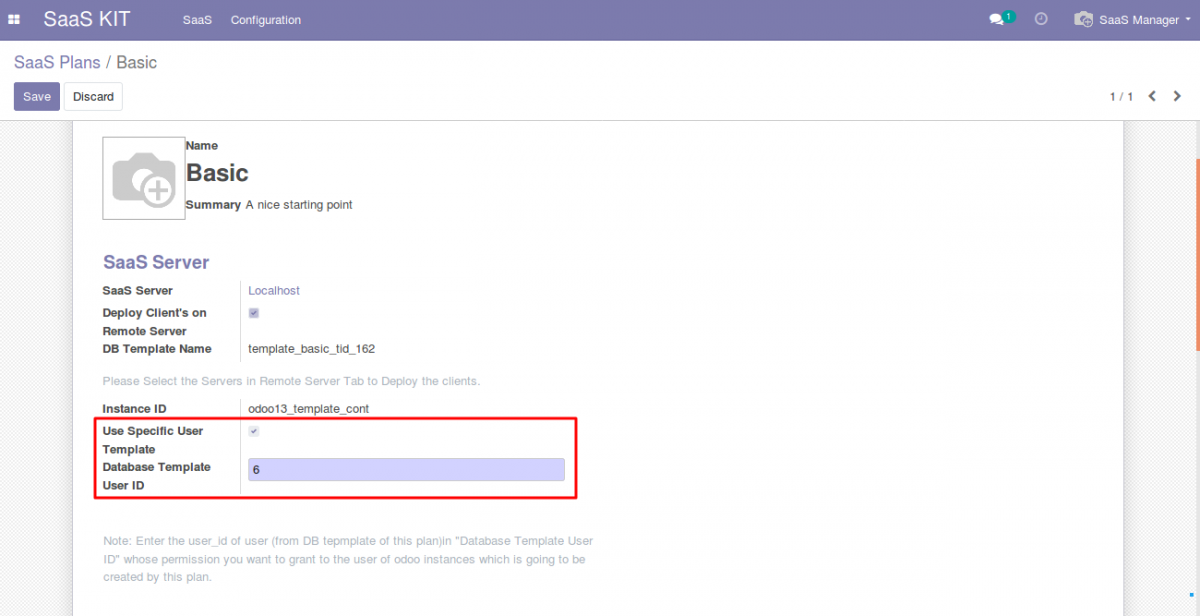 SaaS KIT
SaaS
Configuration
1
SaaS Manager
SaaS Plans / Basic
Save
Discard
1 / 1
Name
Basic
Summary A nice starting point
SaaS Server
SaaS Server
Localhost
Deploy Client's on
Remote Server
DB Template Name
template_basic_tid_162
Please Select the Servers in Remote Server Tab to Deploy the clients.
Instance ID
odoo13_template_cont
Use Specific User
Template
Database Template
User ID
6
Note: Enter the user_id of user (from DB tepmplate of this plan)in "Database Template User
ID" whose permission you want to grant to the user of odoo instances which is going to be
created by this plan.